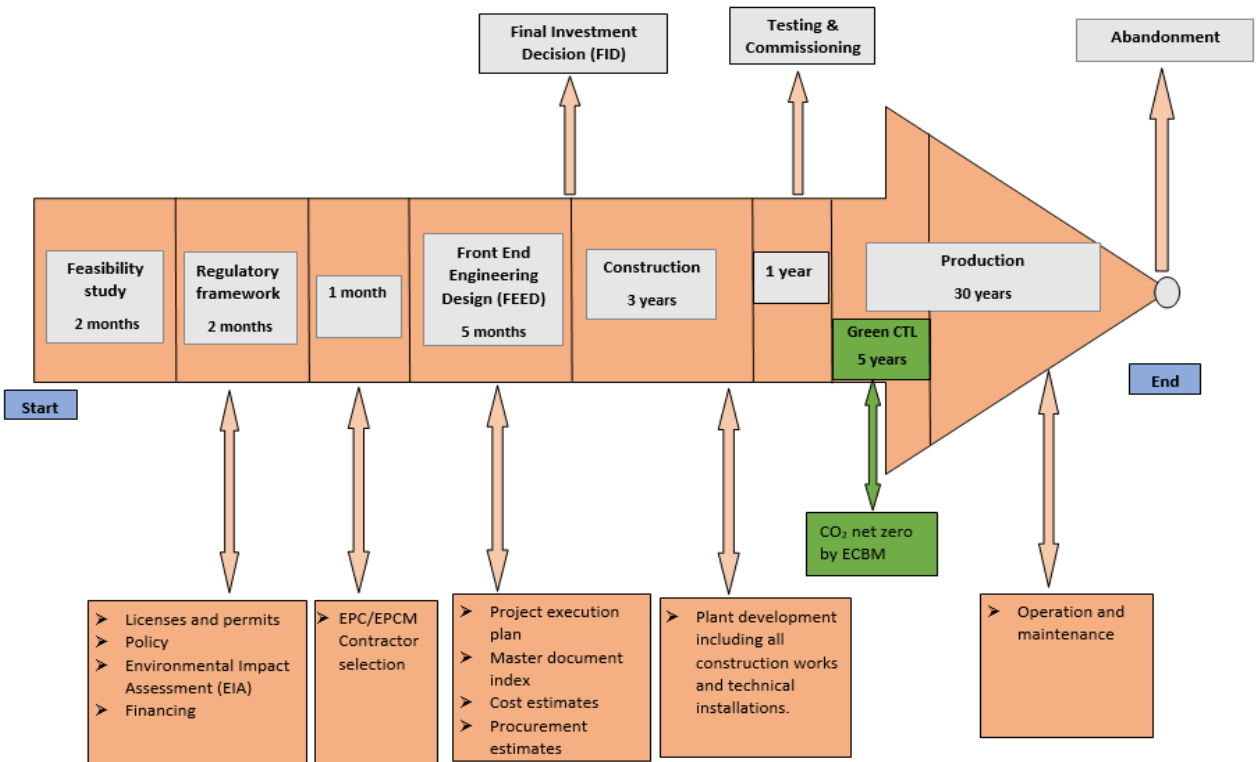 Final Investment
Decision (FID)
Testing &
Commissioning
Abandonment
Feasibility
study
2 months
Regulatory
framework
2 months
1 month
Front End
Engineering
Design (FEED)
5 months
Construction
3 years
1 year
Production
30 years
Green CTL
5 years
Start
End
CO₂ net zero
by ECBM
➢ Licenses and permits
➢ Policy
➢ Environmental Impact
Assessment (EIA)
➢ Financing
➢ EPC/EPCM
Contractor
selection
➢ Project execution
plan
➢ Master document
index
➢ Cost estimates
➢ Procurement
estimates
➢ Plant development
including all
construction works
and technical
installations.
➢ Operation and
maintenance